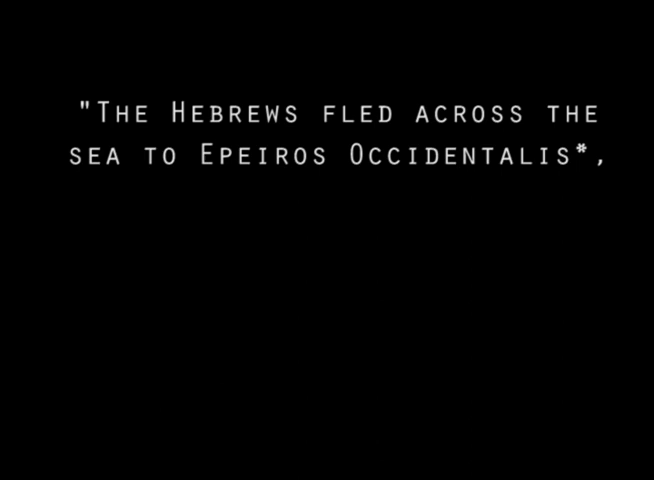 "The Hebrews fled across the
sea to Epeiros Occidentalis*,